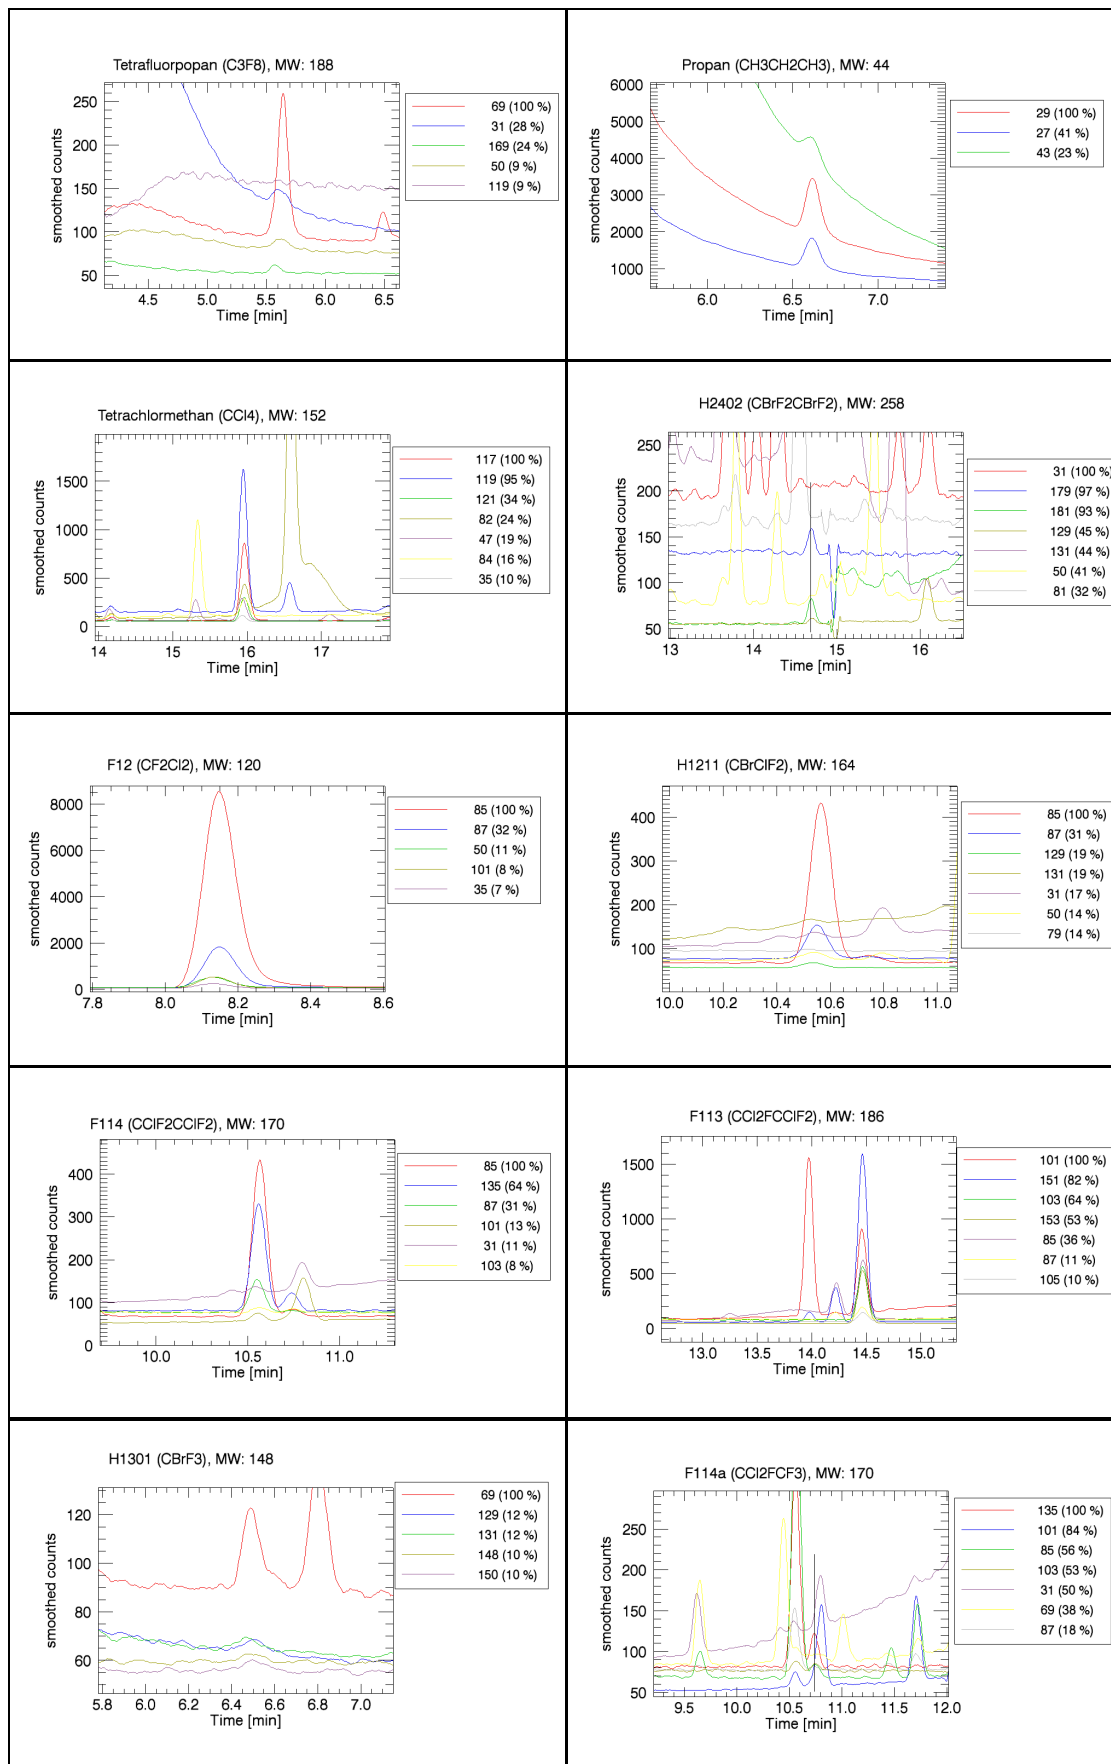 Tetrafluorpopan (C3F8), MW: 188
250
200
150
100
50
smoothed counts
4.5 5.0 5.5 6.0 6.5
Time [min]
69 (100 %)
31 (28 %)
169 (24 %)
50 (9 %)
119 (9 %)
Propan (CH3CH2CH3), MW: 44
6000
5000
4000
3000
2000
1000
smoothed counts
6.0 6.5 7.0
Time [min]
29 (100 %)
27 (41 %)
43 (23 %)
Tetrachlormethan (CCl4), MW: 152
1500
1000
500
0
smoothed counts
14 15 16 17
Time [min]
117 (100 %)
119 (95 %)
121 (34 %)
82 (24 %)
47 (19 %)
84 (16 %)
35 (10 %)
H2402 (CBrF2CBrF2), MW: 258
250
200
150
100
50
smoothed counts
13 14 15 16
Time [min]
31 (100 %)
179 (97 %)
181 (93 %)
129 (45 %)
131 (44 %)
50 (41 %)
81 (32 %)
F12 (CF2Cl2), MW: 120
8000
6000
4000
2000
0
smoothed counts
7.8 8.0 8.2 8.4 8.6
Time [min]
85 (100 %)
87 (32 %)
50 (11 %)
101 (8 %)
35 (7 %)
H1211 (CBrClF2), MW: 164
400
300
200
100
0
smoothed counts
10.0 10.2 10.4 10.6 10.8 11.0
Time [min]
85 (100 %)
87 (31 %)
129 (19 %)
131 (19 %)
31 (17 %)
50 (14 %)
79 (14 %)
F114 (CClF2CClF2), MW: 170
400
300
200
100
0
smoothed counts
10.0 10.5 11.0
Time [min]
85 (100 %)
135 (64 %)
87 (31 %)
101 (13 %)
31 (11 %)
103 (8 %)
F113 (CCl2FCClF2), MW: 186
1500
1000
500
0
smoothed counts
13.0 13.5 14.0 14.5 15.0
Time [min]
101 (100 %)
151 (82 %)
103 (64 %)
153 (53 %)
85 (36 %)
87 (11 %)
105 (10 %)
H1301 (CBrF3), MW: 148
120
100
80
60
smoothed counts
5.8 6.0 6.2 6.4 6.6 6.8 7.0
Time [min]
69 (100 %)
129 (12 %)
131 (12 %)
148 (10 %)
150 (10 %)
F114a (CCl2FCF3), MW: 170
250
200
150
100
50
smoothed counts
9.5 10.0 10.5 11.0 11.5 12.0
Time [min]
135 (100 %)
101 (84 %)
85 (56 %)
103 (53 %)
31 (50 %)
69 (38 %)
87 (18 %)